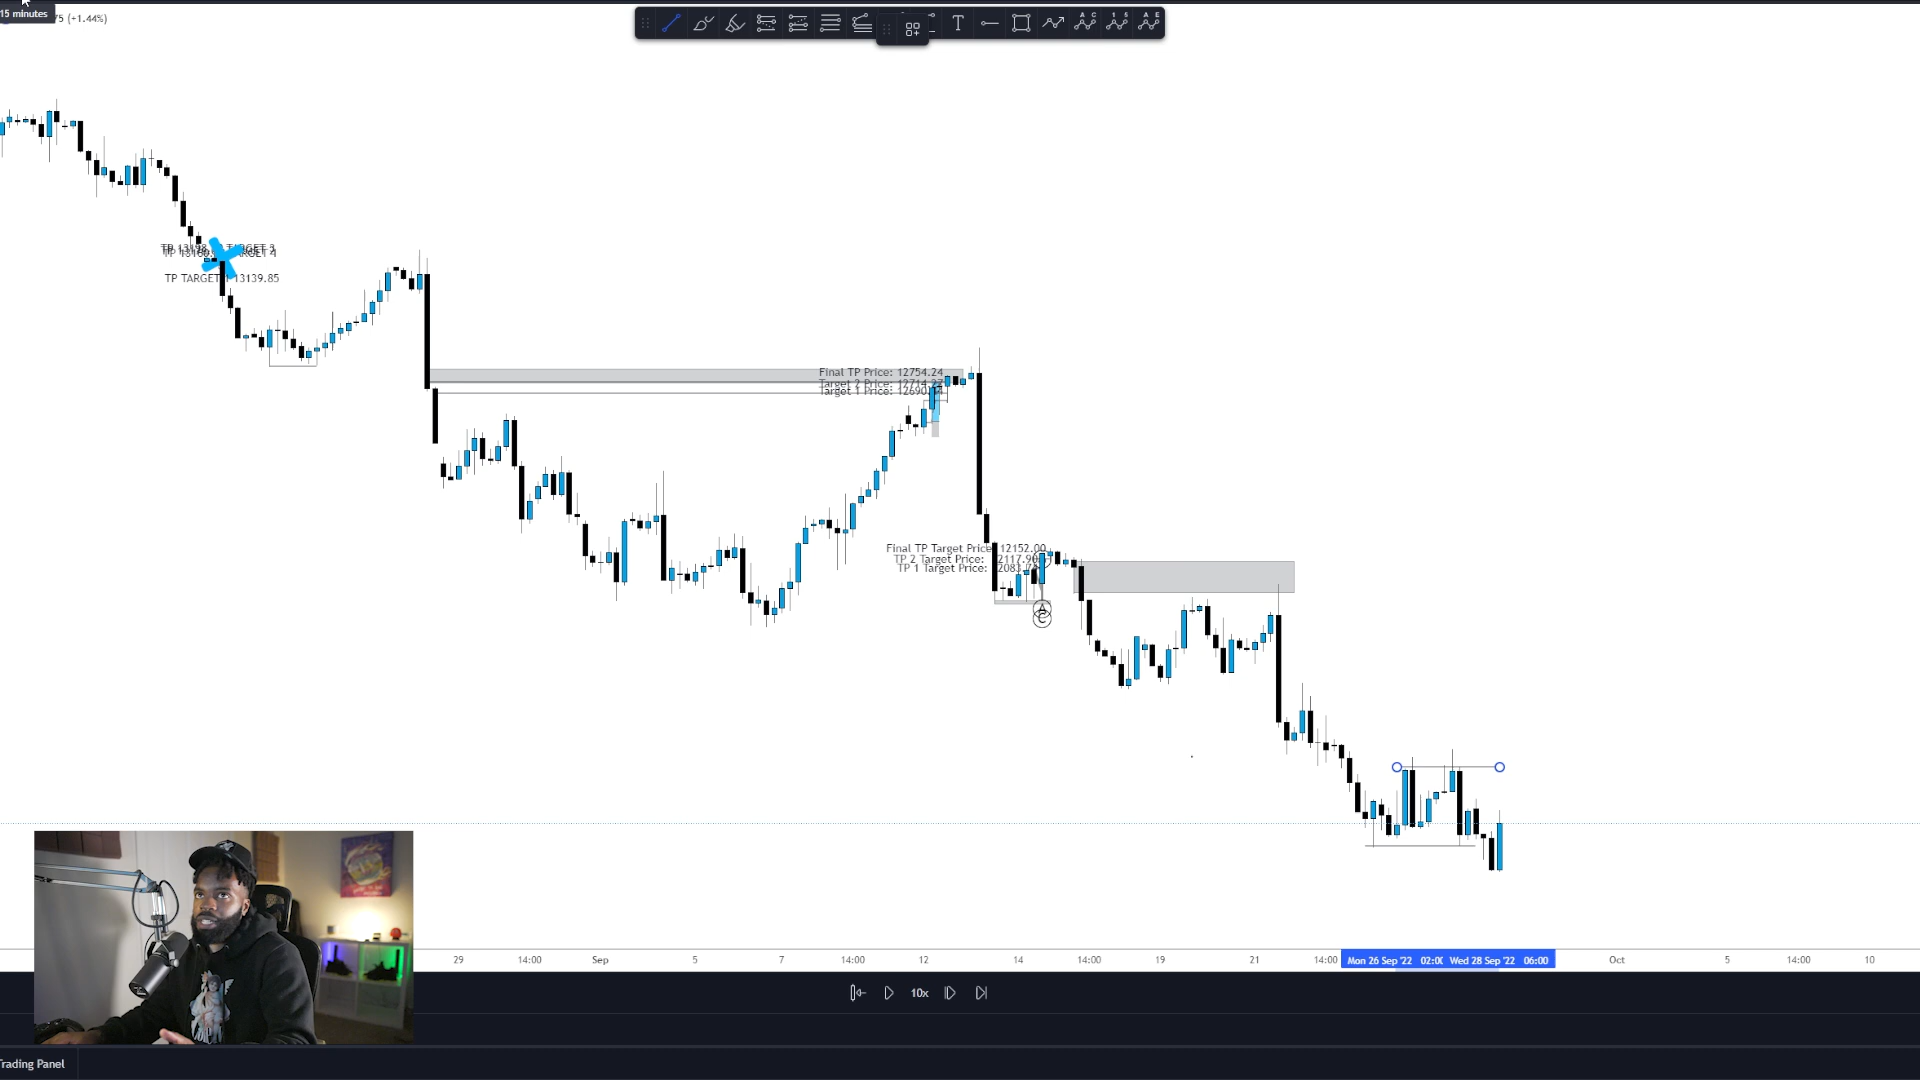 15 minutes
75 (+1.44%)
T
TP TARGET 1 13139.85
Final TP Price: 12754.24
Target 2 Price:
Target 1 Price:
Final TP Target Price: 12152.00
TP 2 Target Price:
TP 1 Target Price:
A
C
29 14:00 Sep 5 7 14:00 12 14 14:00 19 21 14:00 Mon 26 Sep '22 02:00 Wed 28 Sep '22 06:00 Oct 5 14:00 10
10x
Trading Panel